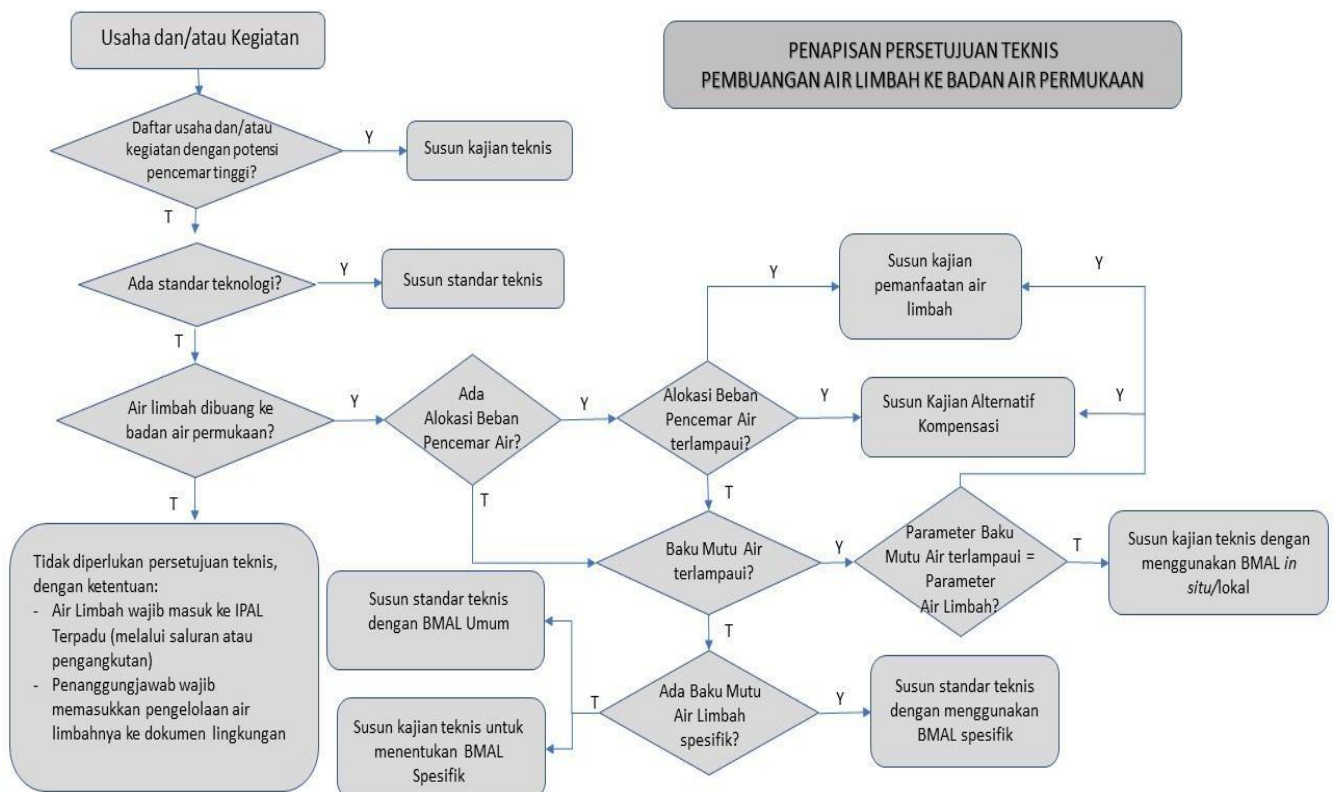 Usaha dan/atau Kegiatan
PENAPISAN PERSETUJUAN TEKNIS
PEMBUANGAN AIR LIMBAH KE BADAN AIR PERMUKAAN
Daftar usaha dan/atau
kegiatan dengan potensi
pencemar tinggi?
Y
Susun kajian teknis
T
Ada standar teknologi?
Y
Susun standar teknis
T
Air limbah dibuang ke
badan air permukaan?
Y
Ada
Alokasi Beban
Pencemar Air?
Y
Alokasi Beban
Pencemar Air
terlampaui?
Y
Susun kajian
pemanfaatan air
limbah
Y
Y
Susun Kajian Alternatif
Kompensasi
Y
T
T
T
Tidak diperlukan persetujuan teknis,
dengan ketentuan:
- Air Limbah wajib masuk ke IPAL
Terpadu (melalui saluran atau
pengangkutan)
- Penanggungjawab wajib
memasukkan pengelolaan air
limbahnya ke dokumen lingkungan
Baku Mutu Air
terlampaui?
Y
Parameter Baku
Mutu Air terlampaui =
Parameter
Air Limbah?
T
Susun kajian teknis dengan
menggunakan BMAL in
situ/lokal
T
Susun standar teknis
dengan BMAL Umum
Ada Baku Mutu
Air Limbah
spesifik?
T
Y
Susun standar teknis
dengan menggunakan
BMAL spesifik
Susun kajian teknis untuk
menentukan BMAL
Spesifik